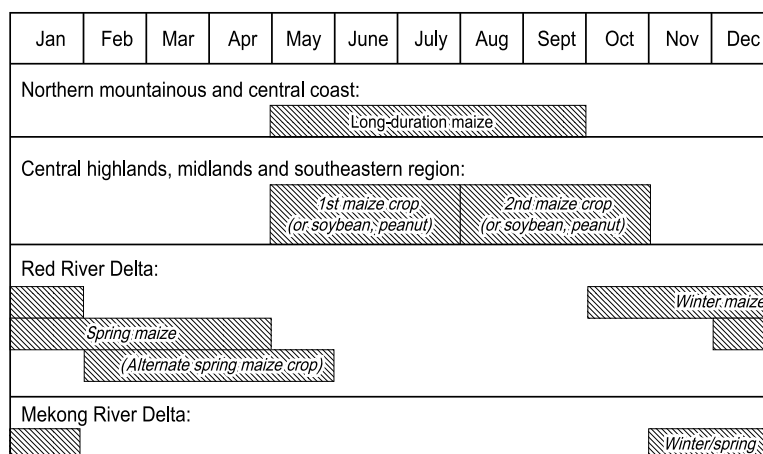 Jan Feb Mar Apr May June July Aug Sept Oct Nov Dec
Northern mountainous and central coast:
Long-duration maize
Central highlands, midlands and southeastern region:
1st maize crop
(or soybean, peanut)
2nd maize crop
(or soybean, peanut)
Red River Delta:
Winter maize
Spring maize
(Alternate spring maize crop)
Mekong River Delta:
Winter/spring